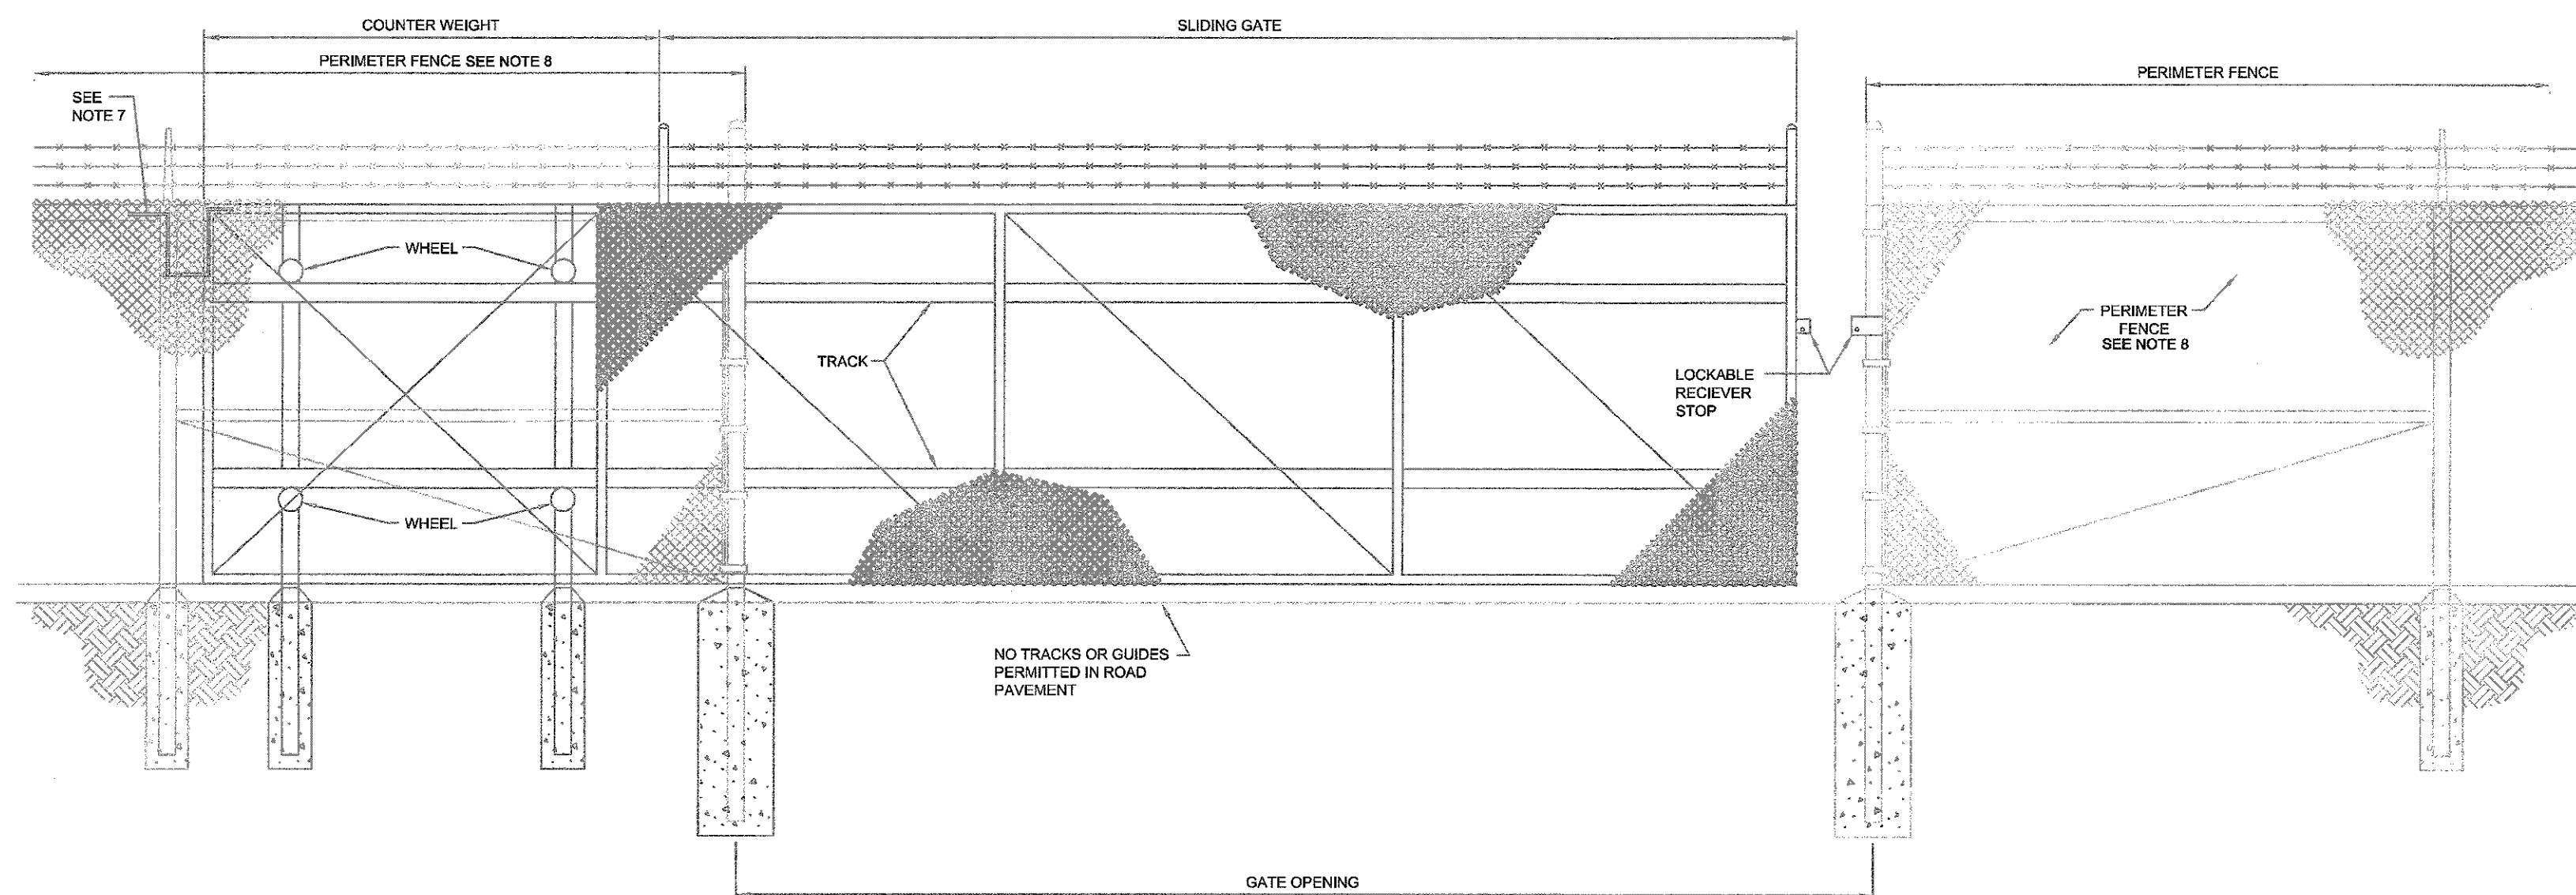 COUNTER WEIGHT
SLIDING GATE
PERIMETER FENCE SEE NOTE 8
PERIMETER FENCE
SEE
NOTE 7
WHEEL
TRACK
PERIMETER
FENCE
SEE NOTE 8
LOCKABLE
RECIEVER
STOP
WHEEL
NO TRACKS OR GUIDES
PERMITTED IN ROAD
PAVEMENT
GATE OPENING